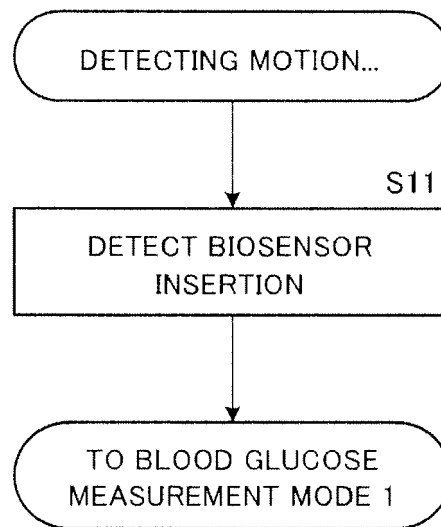 DETECTING MOTION...
S11
DETECT BIOSENSOR
INSERTION
TO BLOOD GLUCOSE
MEASUREMENT MODE 1